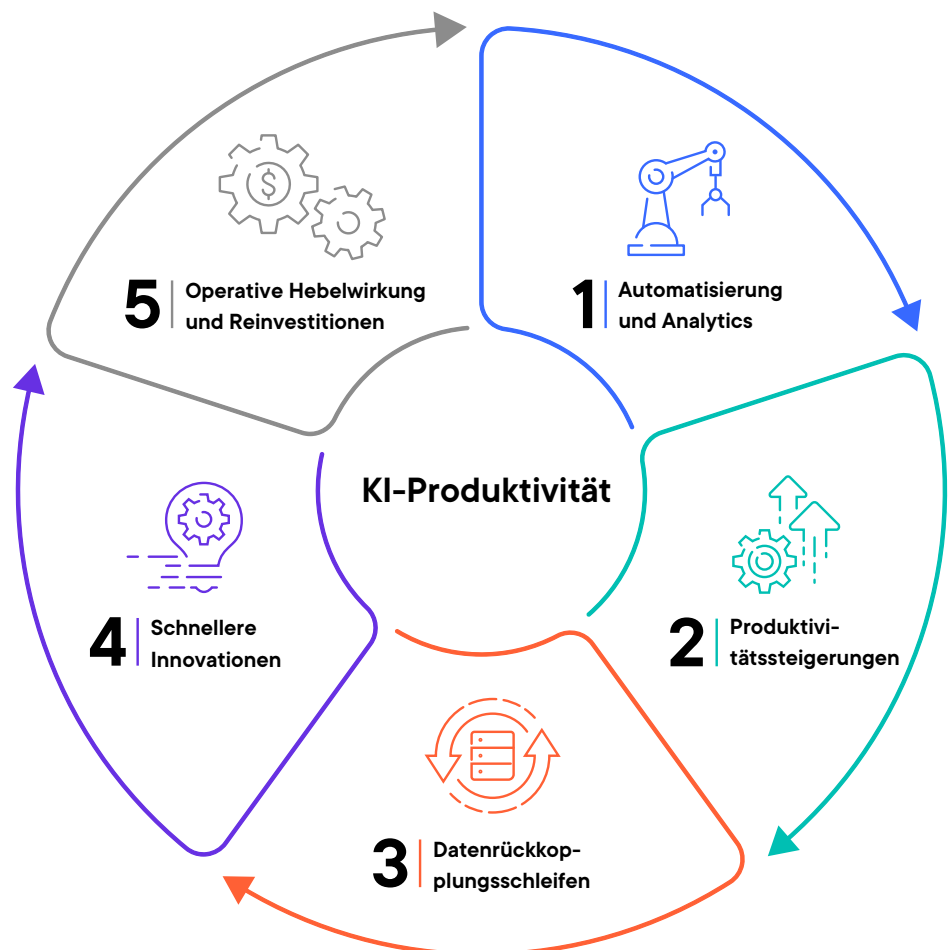 1 Automatisierung
und Analytics
2 Produktivi-
tätssteigerungen
3 Datenrückkop-
plungsschleifen
4 Schnellere
Innovationen
5 Operative Hebelwirkung
und Reinvestitionen
KI-Produktivität
$